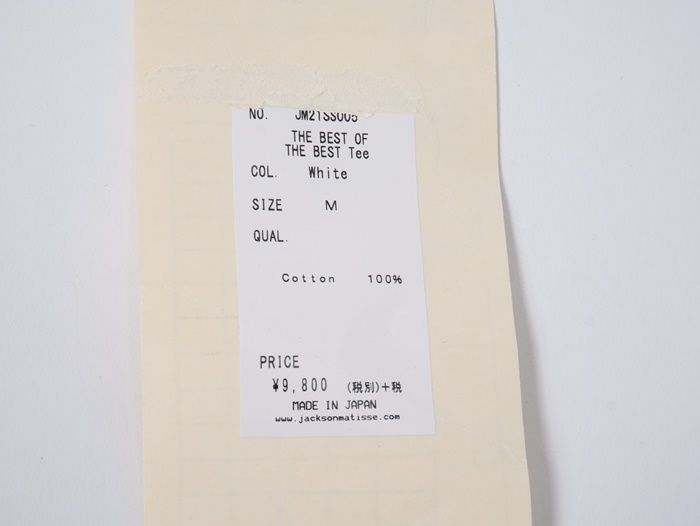 NO. JM21SS005
THE BEST OF
THE BEST Tee
COL. White
SIZE M
QUAL.
Cotton 100%
PRICE
¥9,800 (税別)+税
MADE IN JAPAN
www.jacksonmatisse.com